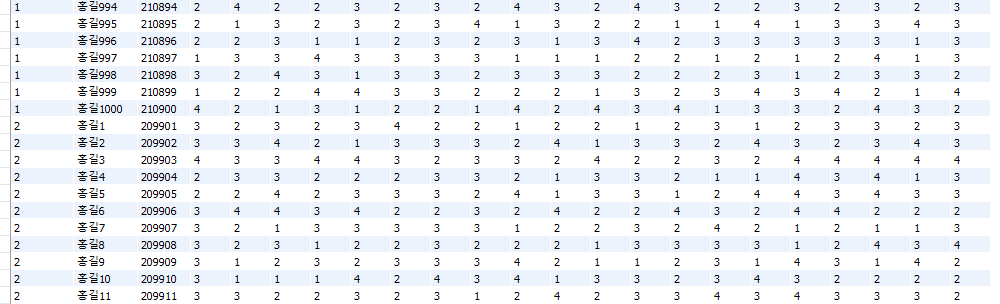 1 홍길994 210894 2 4 2 2 3 2 3 2 4 3 2 4 3 2 2 3 2 3 2 3
1 홍길995 210895 2 1 3 2 3 2 3 4 1 3 2 2 1 1 4 1 3 3 4 3
1 홍길996 210896 2 2 3 1 1 2 3 2 3 1 3 4 2 3 3 3 3 3 1 3
1 홍길997 210897 1 3 3 4 3 3 3 3 1 1 1 2 2 1 2 1 2 4 1 3
1 홍길998 210898 3 2 4 3 1 3 3 2 3 3 3 2 2 2 3 1 2 3 3 2
1 홍길999 210899 1 2 2 4 4 3 3 2 2 2 1 3 2 3 4 3 4 2 1 4
1 홍길1000 210900 4 2 1 3 1 2 2 1 4 2 4 3 4 1 3 3 2 4 3 2
2 홍길1 209901 3 2 3 2 3 4 2 2 1 2 2 1 2 3 1 2 3 3 2 3
2 홍길2 209902 3 3 4 2 1 3 3 3 2 4 1 3 3 2 4 3 2 3 4 3
2 홍길3 209903 4 3 3 4 4 3 2 3 3 2 4 2 2 3 2 4 4 4 4 4
2 홍길4 209904 2 3 3 2 2 2 3 3 2 1 3 3 2 1 1 4 3 4 1 3
2 홍길5 209905 2 2 4 2 3 3 3 2 4 1 3 3 1 2 4 4 3 4 3 3
2 홍길6 209906 3 4 4 3 4 2 2 3 2 4 2 2 4 3 2 4 4 2 2 2
2 홍길7 209907 3 2 1 3 3 3 3 3 1 2 2 3 2 4 2 1 2 1 1 3
2 홍길8 209908 3 2 3 1 2 2 3 2 2 2 1 3 3 3 3 1 2 4 3 4
2 홍길9 209909 3 1 2 3 2 3 3 3 4 2 1 1 2 3 1 4 3 1 4 2
2 홍길10 209910 3 1 1 1 4 2 4 3 4 1 3 3 2 3 4 3 2 2 2 2
2 홍길11 209911 3 3 2 2 3 2 3 1 2 4 2 3 3 4 3 4 3 3 3 2